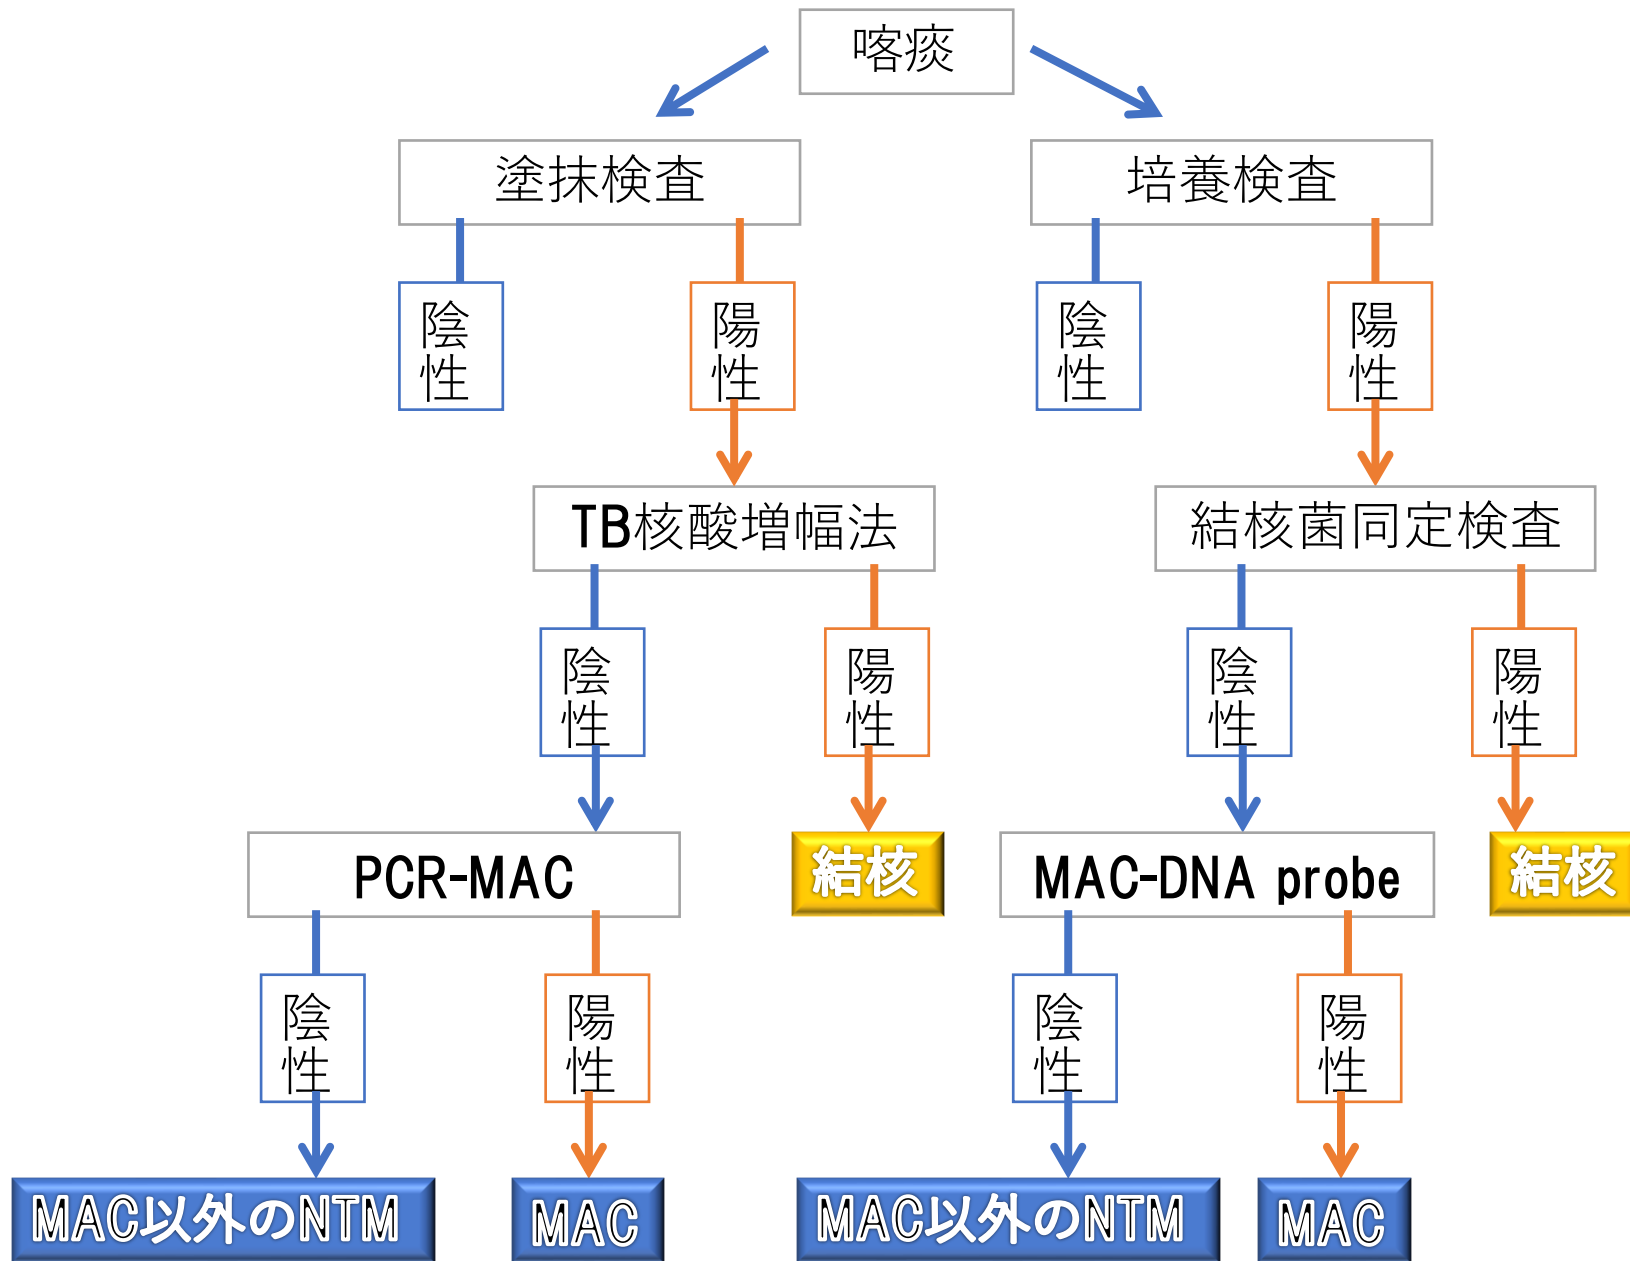 喀痰
塗抹検査
培養検査
陰性
陽性
陰性
陽性
TB核酸増幅法
結核菌同定検査
陰性
陽性
陰性
陽性
PCR-MAC
結核
MAC-DNA probe
結核
陰性
陽性
陰性
陽性
MAC以外のNTM
MAC
MAC以外のNTM
MAC